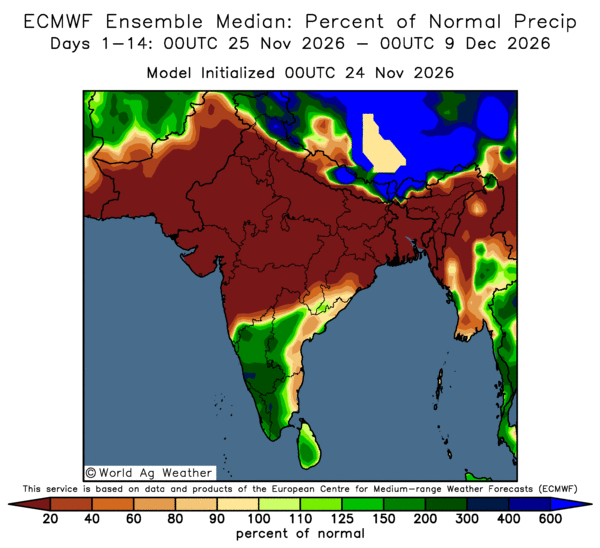 ECMWF Ensemble Median: Percent of Normal Precip
Days 1-14: 00UTC 25 Nov 2026 - 00UTC 9 Dec 2026
Model Initialized 00UTC 24 Nov 2026
© World Ag Weather
This service is based on data and products of the European Centre for Medium-range Weather Forecasts (ECMWF)
20 40 60 80 90 100 110 125 150 200 300 400 600
percent of normal